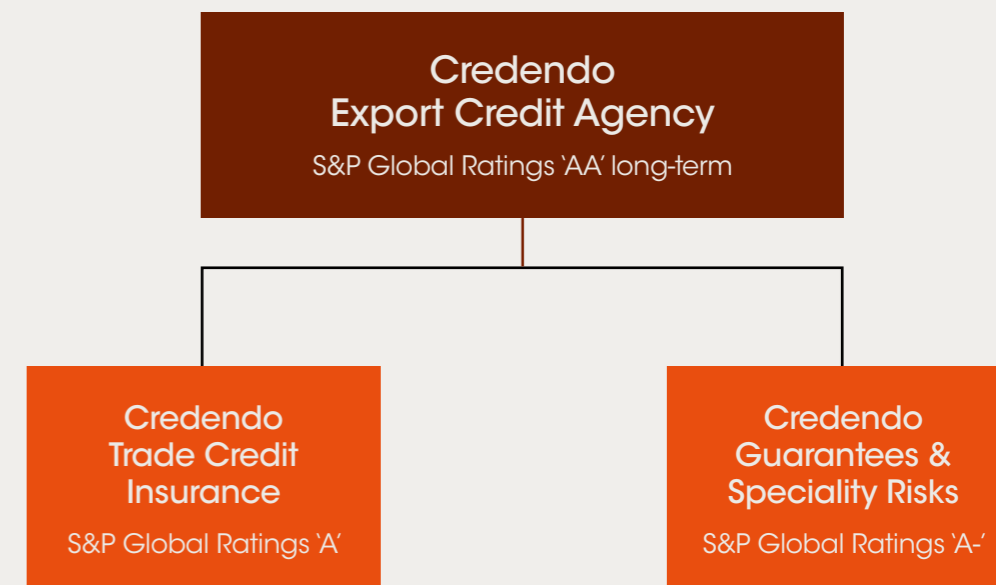 Credendo
Export Credit Agency
S&P Global Ratings ‘AA’ long-term
Credendo
Trade Credit
Insurance
S&P Global Ratings ‘A’
Credendo
Guarantees &
Speciality Risks
S&P Global Ratings ‘A-’